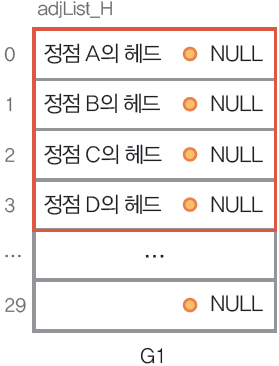 adjList_H
0 정점 A의 헤드 NULL
1 정점 B의 헤드 NULL
2 정점 C의 헤드 NULL
3 정점 D의 헤드 NULL
... ...
29 NULL
G1